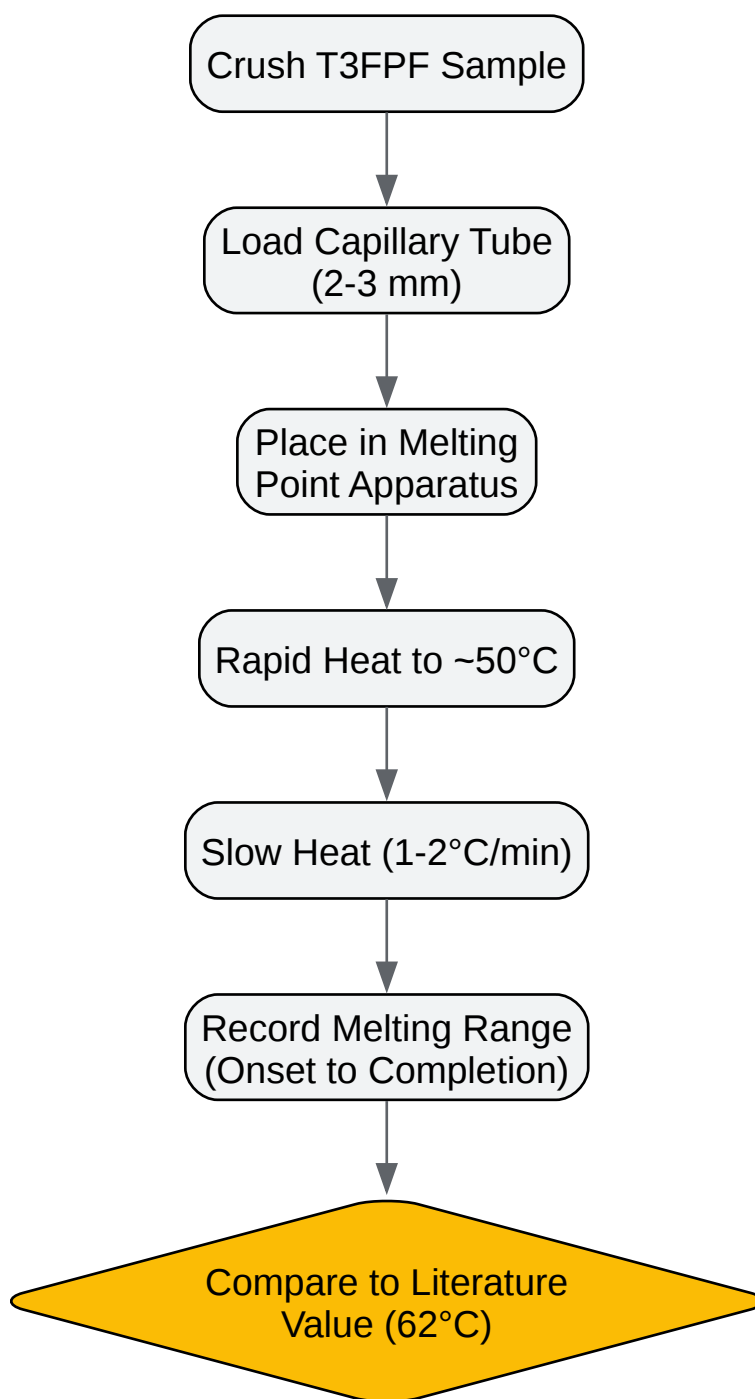 Crush T3FPF Sample
Load Capillary Tube
(2-3 mm)
Place in Melting
Point Apparatus
Rapid Heat to ~50°C
Slow Heat (1-2°C/min)
Record Melting Range
(Onset to Completion)
Compare to Literature
Value (62°C)